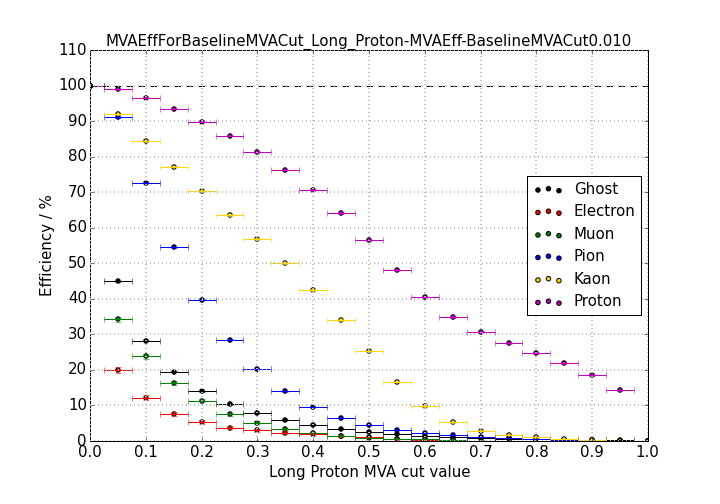 MVAEffForBaselineMVACut_Long_Proton-MVAEff-BaselineMVACut0.010
110
100
90
80
70
60
50
40
30
20
10
0
Efficiency / %
Ghost
Electron
Muon
Pion
Kaon
Proton
0.0 0.1 0.2 0.3 0.4 0.5 0.6 0.7 0.8 0.9 1.0
Long Proton MVA cut value